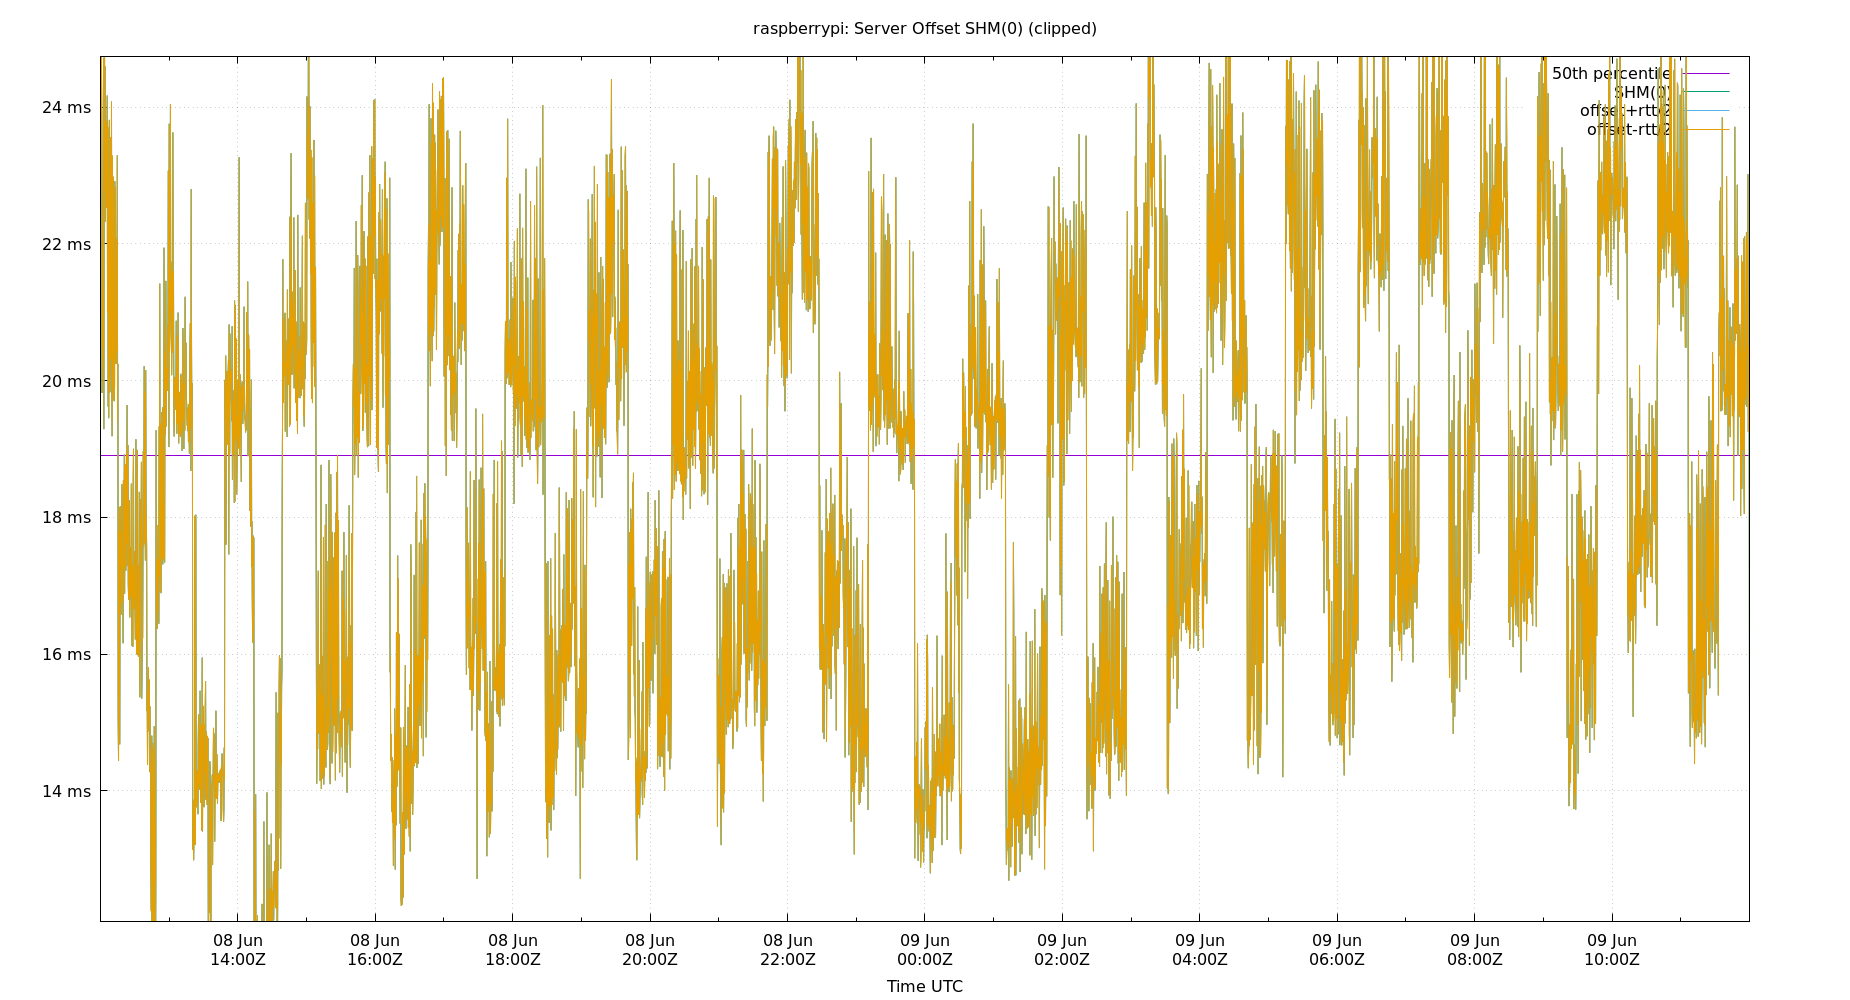 raspberrypi: Server Offset SHM(0) (clipped)
50th percentile
SHM(0)
offset+rtt/2
offset-rtt/2
24 ms
22 ms
20 ms
18 ms
16 ms
14 ms
08 Jun 08 Jun 08 Jun 08 Jun 08 Jun 09 Jun 09 Jun 09 Jun 09 Jun 09 Jun 09 Jun
14:00Z 16:00Z 18:00Z 20:00Z 22:00Z 00:00Z 02:00Z 04:00Z 06:00Z 08:00Z 10:00Z
Time UTC